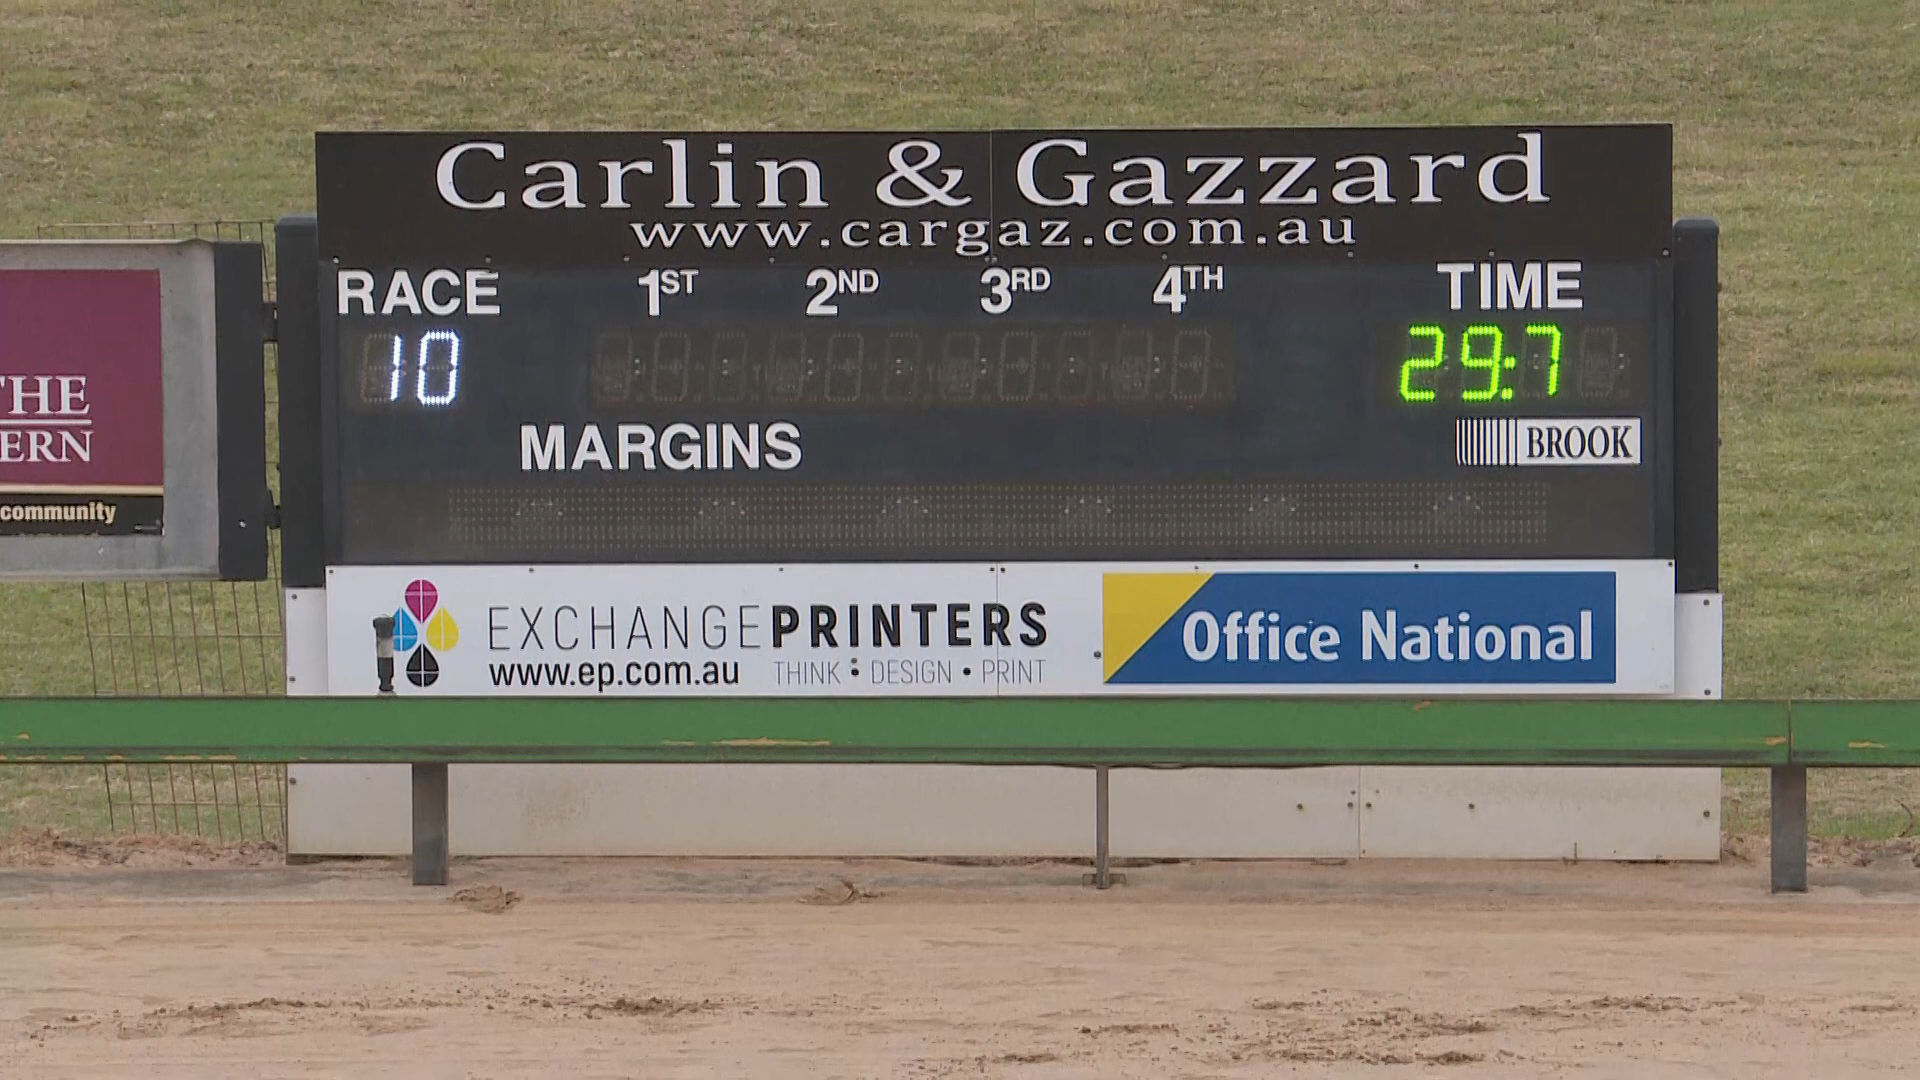 Carlin & Gazzard
www.cargaz.com.au
RACE 1ST 2ND 3RD 4TH TIME
10 29:7
MARGINS BROOK
HE
ERN
community
EXCHANGEPRINTERS
www.ep.com.au THINK • DESIGN • PRINT
Office National